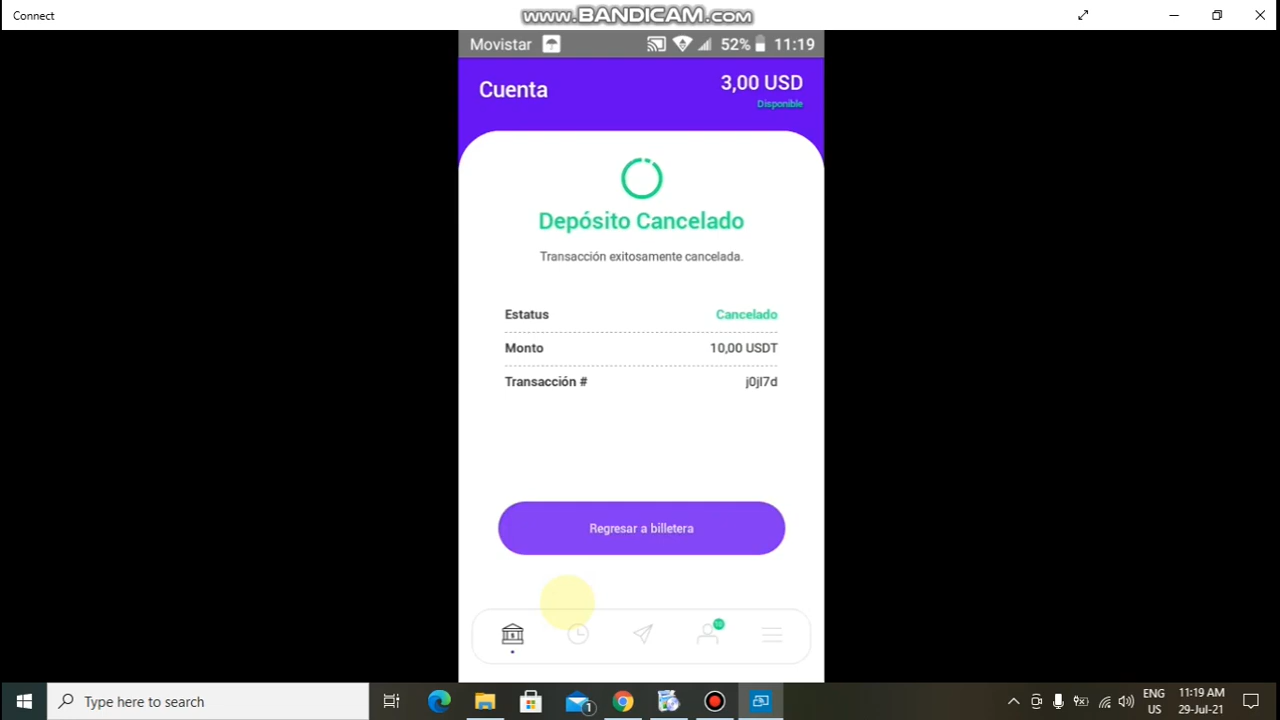 Connect
www.BANDICAM.com
Movistar 52% 11:19
Cuenta
3,00 USD
Disponible
Depósito Cancelado
Transacción exitosamente cancelada.
Estatus Cancelado
Monto 10,00 USDT
Transacción # j0jl7d
Regresar a billetera
Type here to search
1
ENG
US
11:19 AM
29-Jul-21